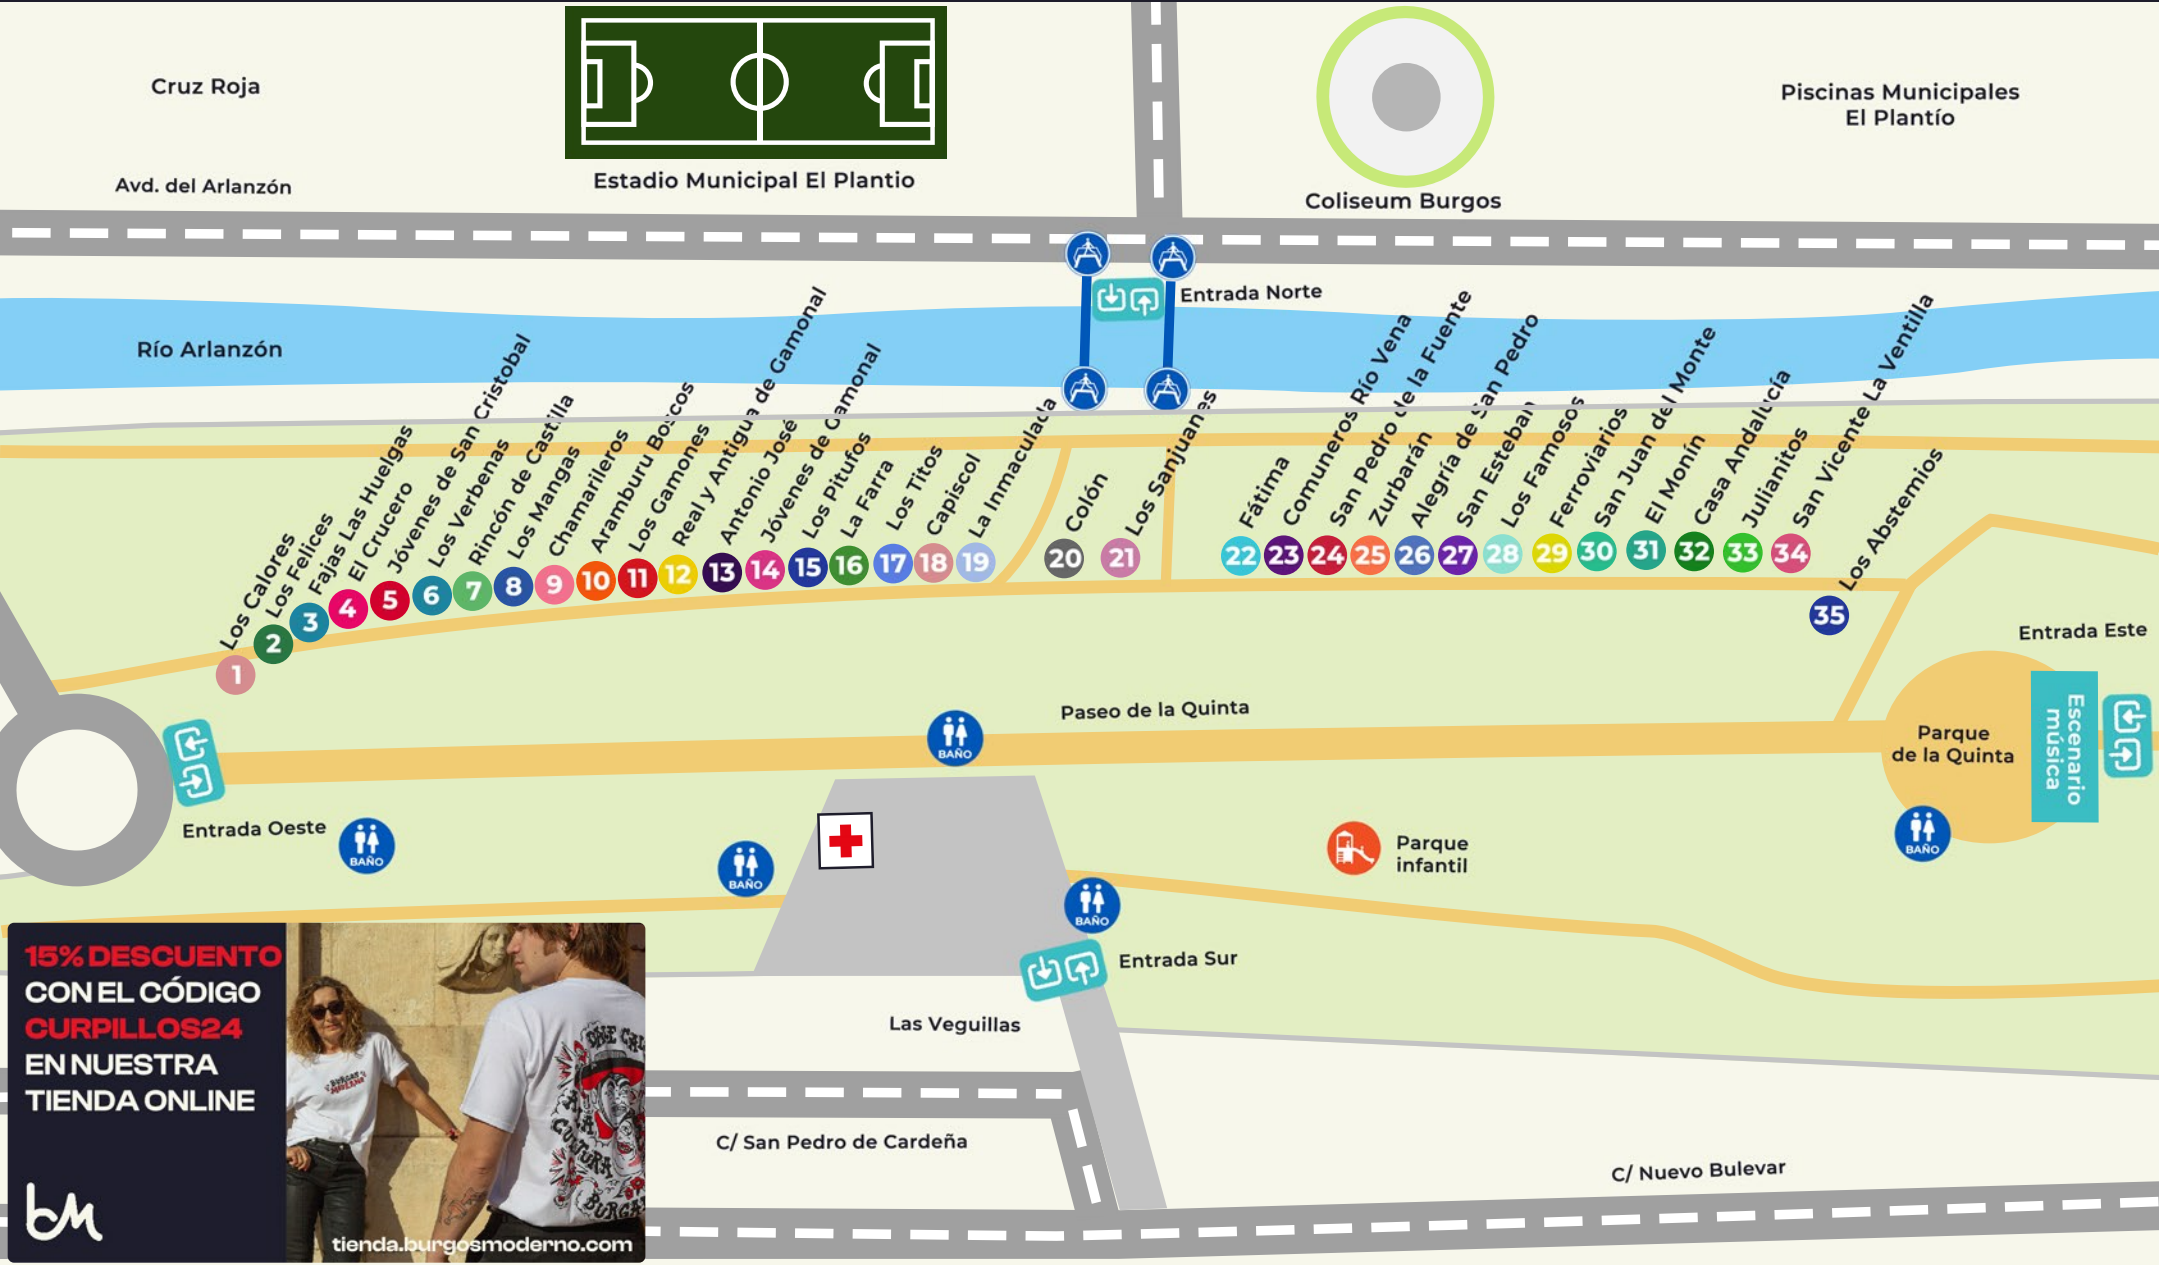 Cruz Roja
Avd. del Arlanzón
Estadio Municipal El Plantio
Coliseum Burgos
Piscinas Municipales
El Plantío
Entrada Norte
Río Arlanzón
1 Los Calores
2 Los Felices
3 Fajas Las Huelgas
4 El Crucero
5 Jóvenes de San Cristobal
6 Los Verbenas
7 Rincón de Castilla
8 Los Mangas
9 Chamarileros
10 Aramburu Boscos
11 Los Gamones
12 Real y Antigua de Gamonal
13 Antonio José
14 Jóvenes de Gamonal
15 Los Pitufos
16 La Farra
17 Los Titos
18 Capiscol
19 La Inmaculada
20 Colón
21 Los Sanjuanes
22 Fátima
23 Comuneros Río Vena
24 San Pedro de la Fuente
25 Zurbarán
26 Alegría de San Pedro
27 San Esteban
28 Los Famosos
29 Ferroviarios
30 San Juan del Monte
31 El Monín
32 Casa Andalucía
33 Julianitos
34 San Vicente La Ventilla
35 Los Abstemios
Entrada Este
Paseo de la Quinta
Parque
de la Quinta
Escenario
música
BAÑO
Entrada Oeste
BAÑO
BAÑO
BAÑO
BAÑO
Parque
infantil
Entrada Sur
Las Veguillas
C/ San Pedro de Cardeña
C/ Nuevo Bulevar
15% DESCUENTO
CON EL CÓDIGO
CURPILLOS24
EN NUESTRA
TIENDA ONLINE
bM
tienda.burgosmoderno.com